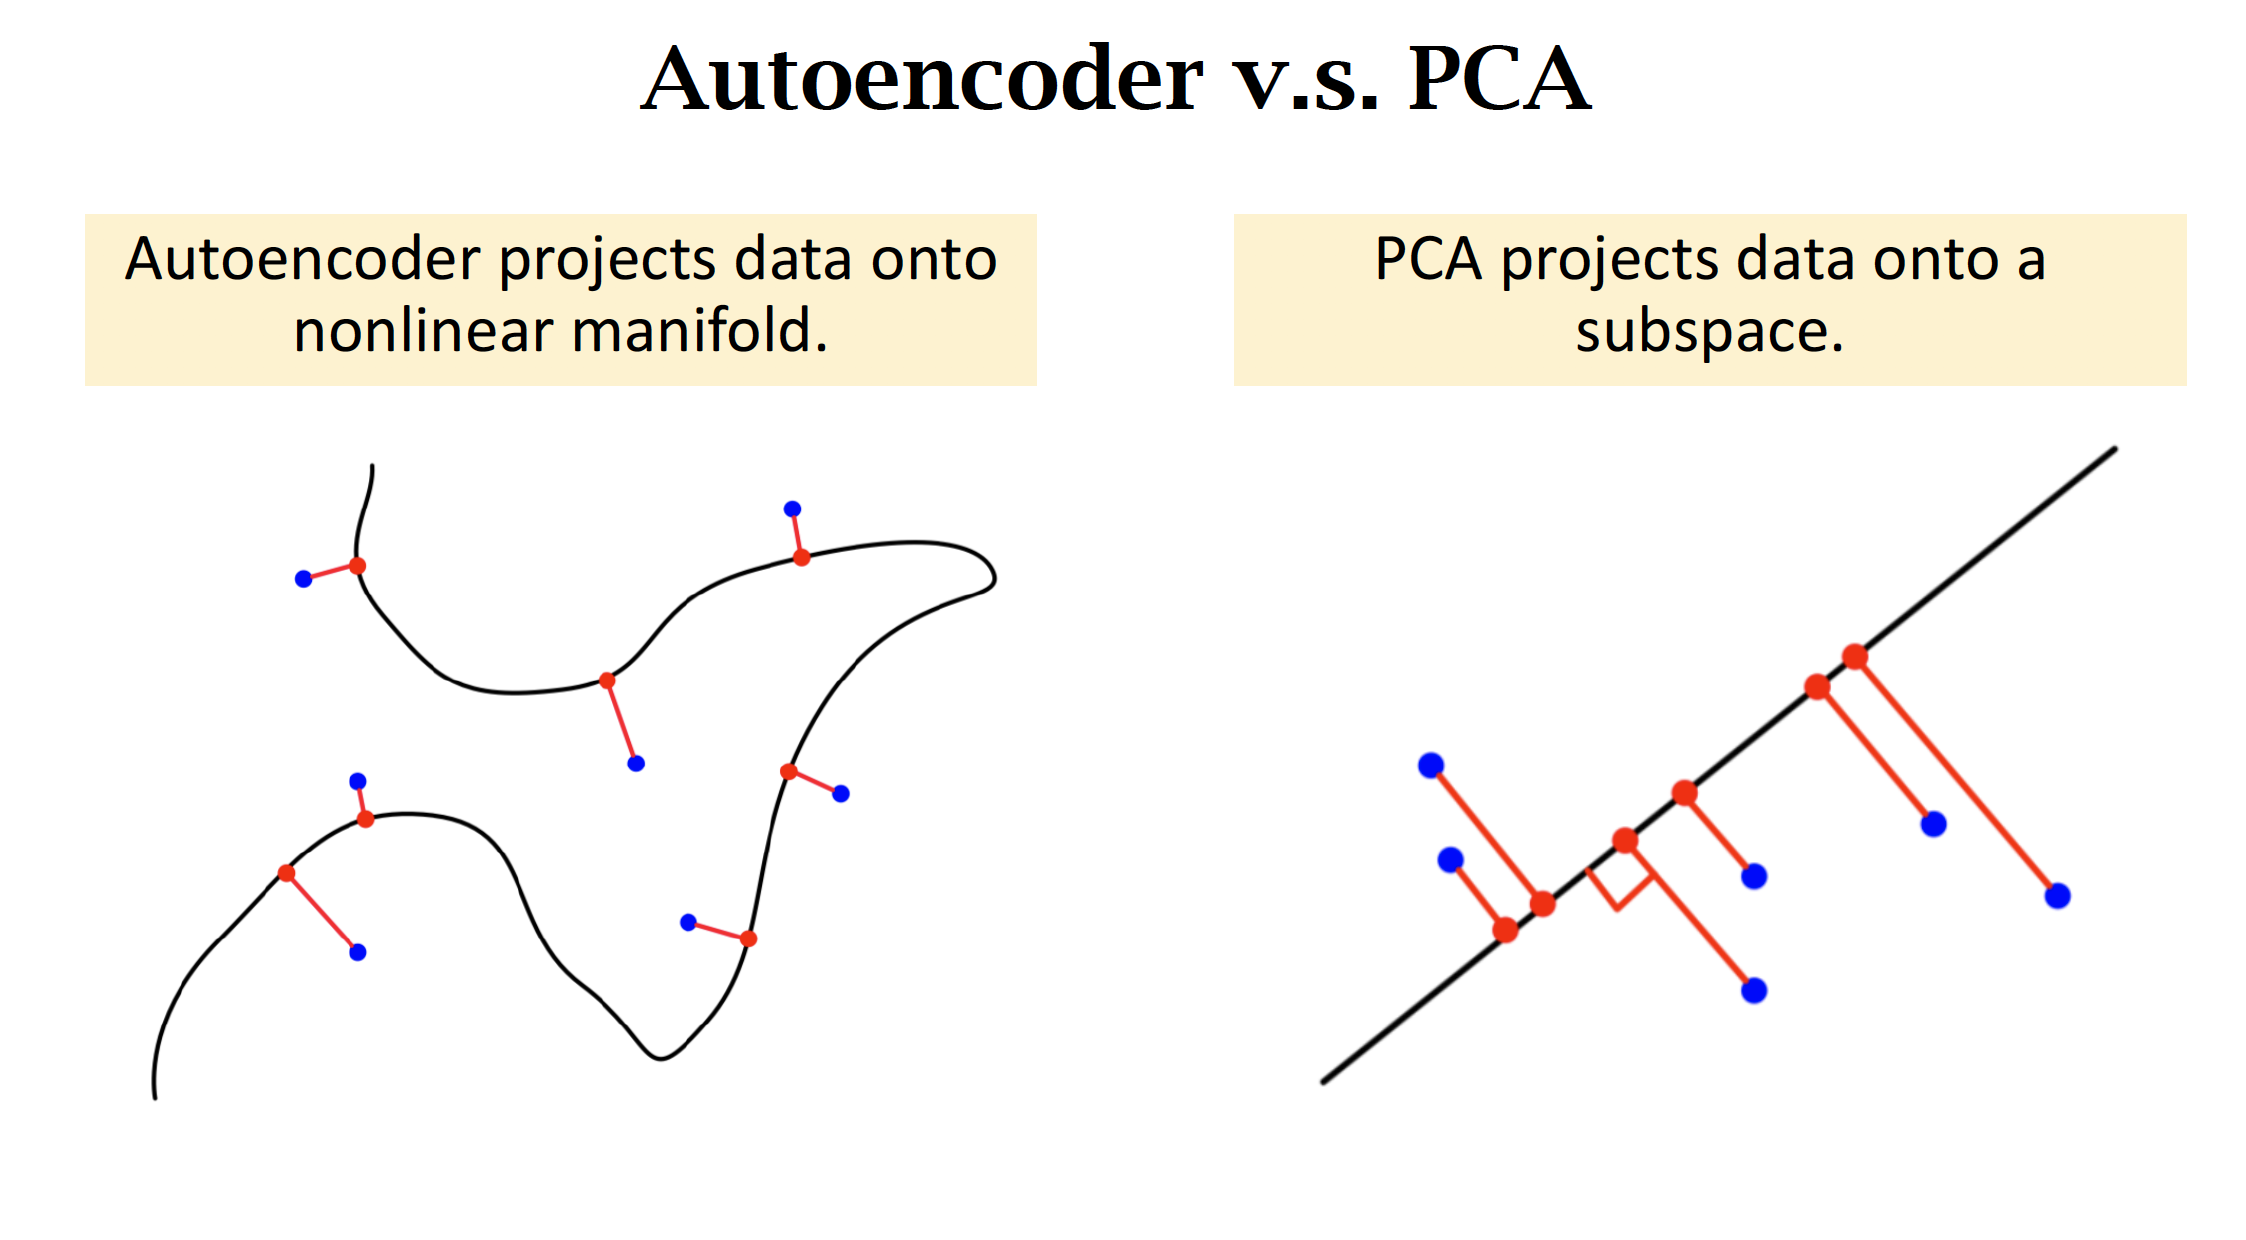 Autoencoder v.s. PCA
Autoencoder projects data onto
nonlinear manifold.
PCA projects data onto a
subspace.